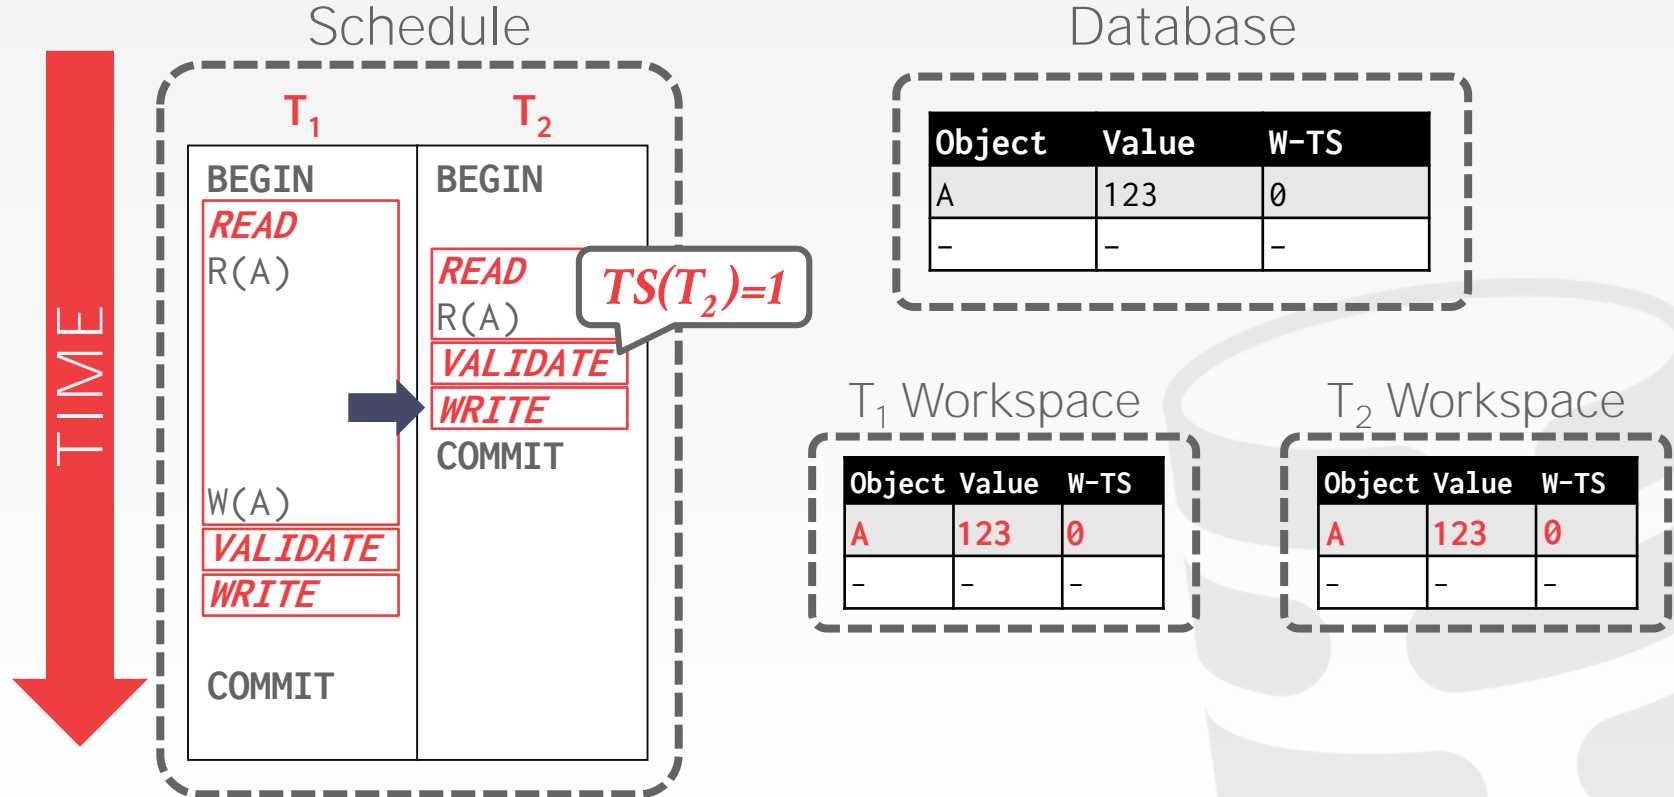 Schedule
TIME
T1 T2
BEGIN BEGIN
READ
R(A) READ
TS(T2)=1
R(A)
VALIDATE
WRITE
COMMIT
W(A)
VALIDATE
WRITE
COMMIT
Database
Object Value W-TS
A 123 0
- - -
T1 Workspace
Object Value W-TS
A 123 0
- - -
T2 Workspace
Object Value W-TS
A 123 0
- - -